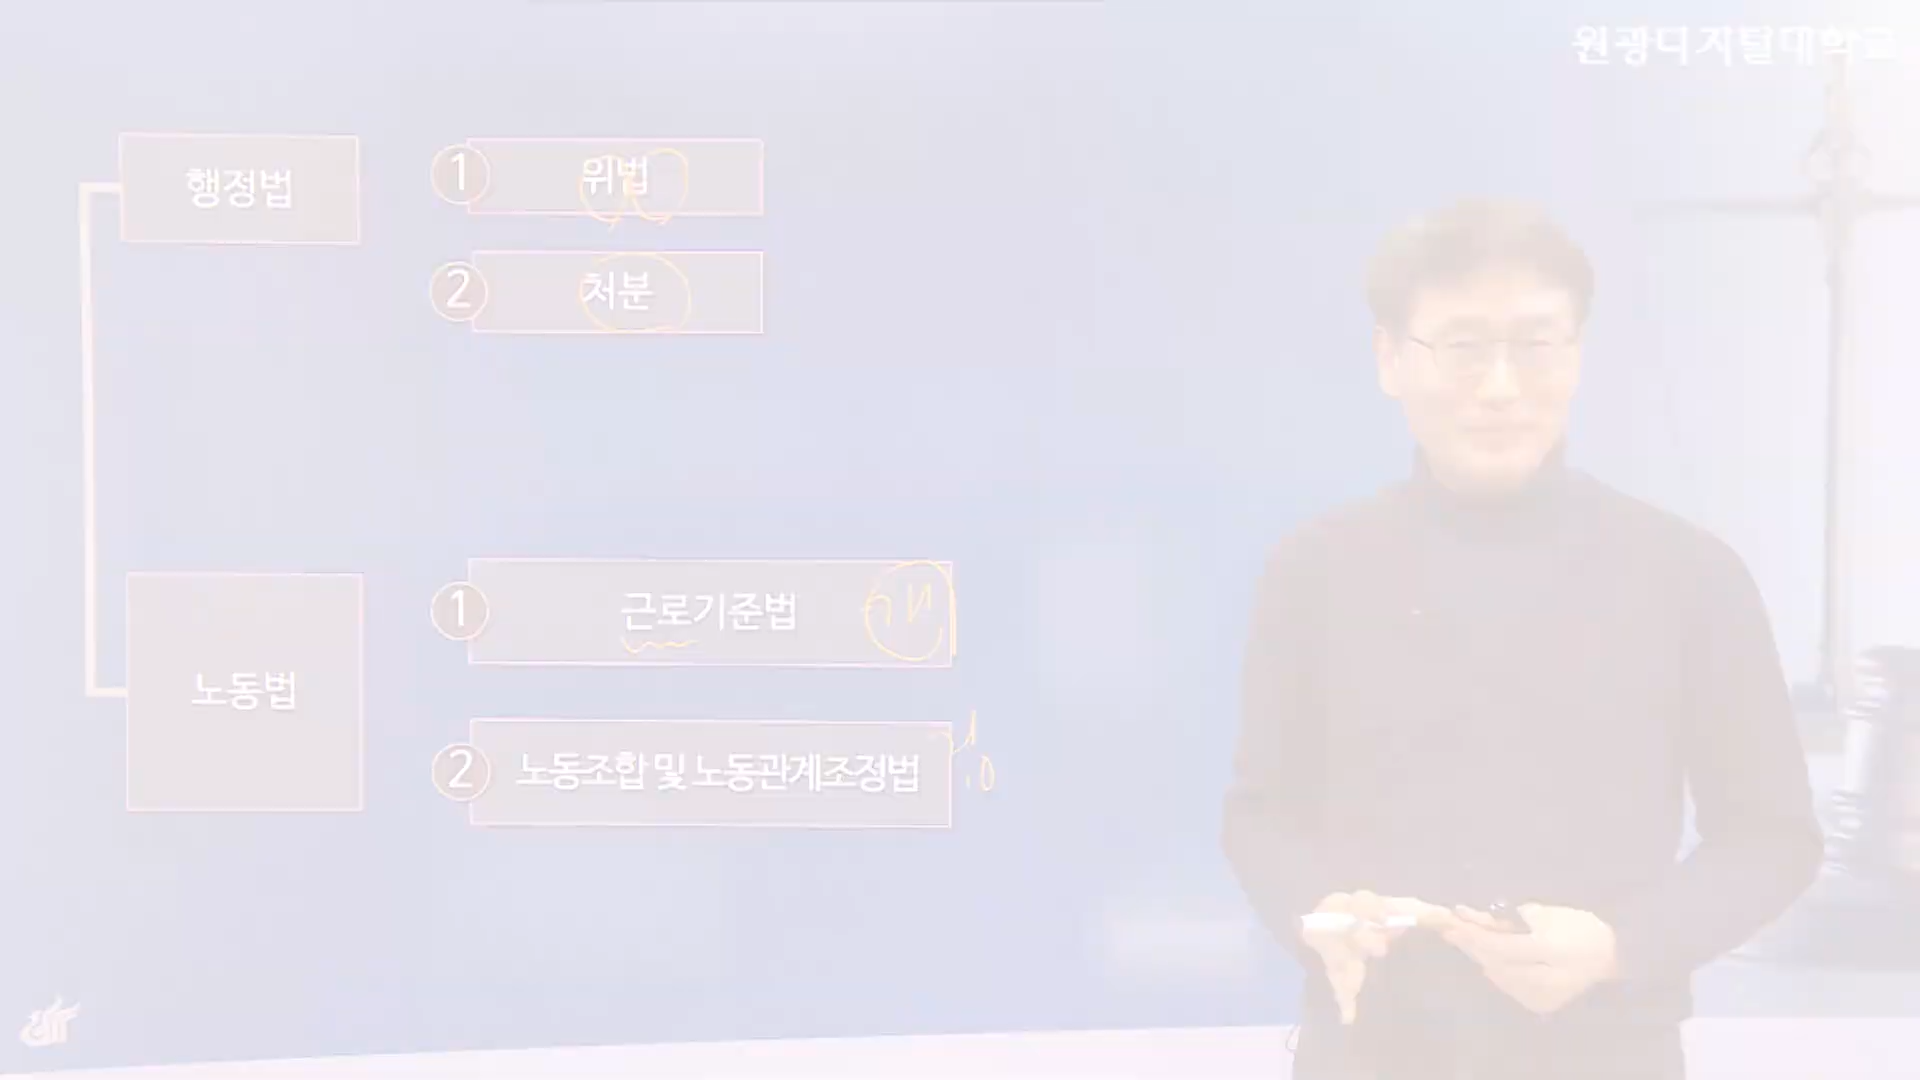 원광디지털대학교
행정법
1 위법
2 처분
노동법
1 근로기준법
2 노동조합 및 노동관계조정법